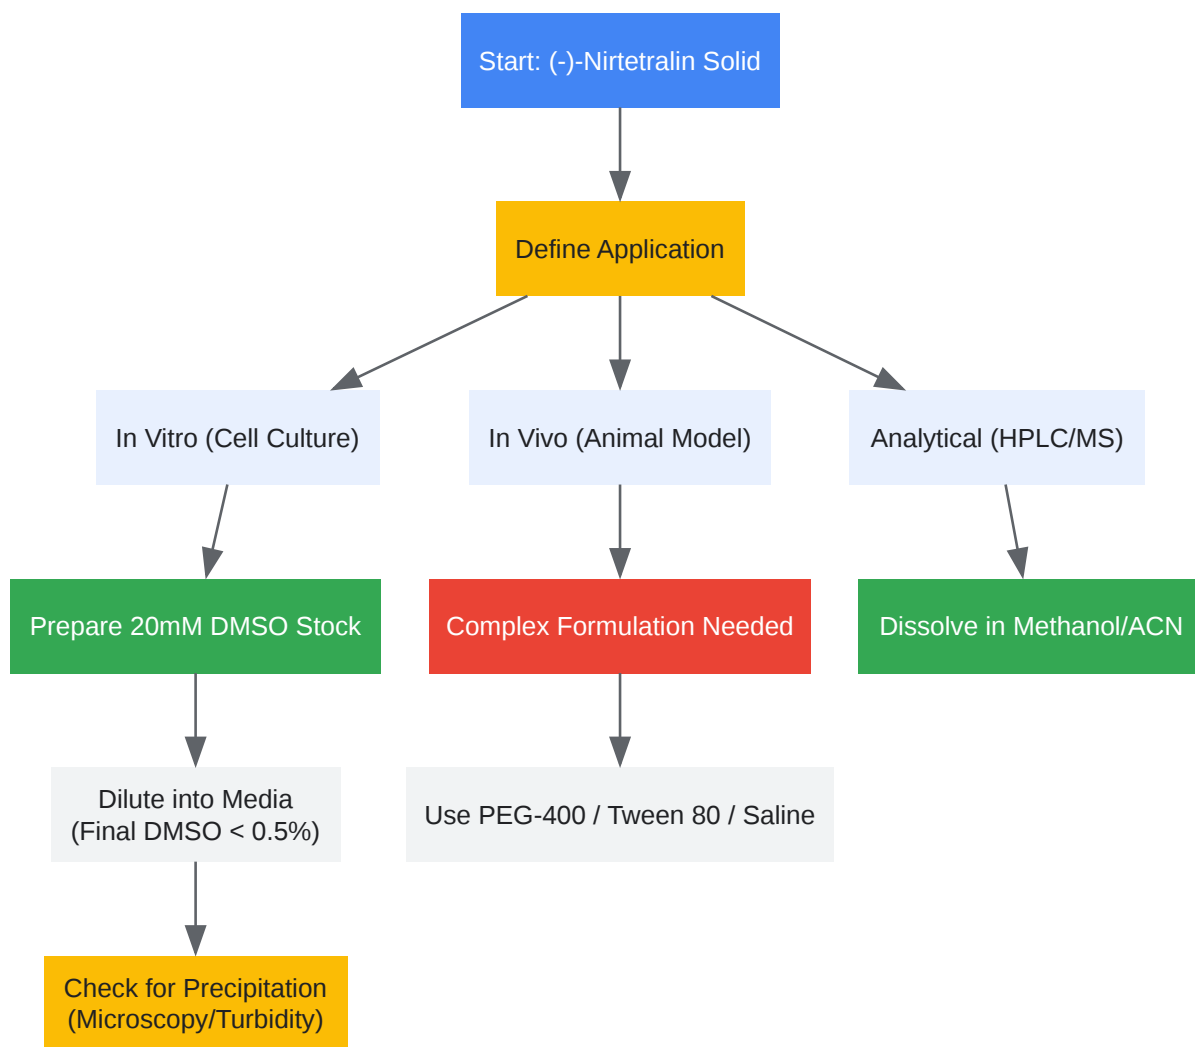 Start: (-)-Nirtetralin Solid
Define Application
In Vitro (Cell Culture)
In Vivo (Animal Model)
Analytical (HPLC/MS)
Prepare 20mM DMSO Stock
Complex Formulation Needed
Dissolve in Methanol/ACN
Dilute into Media
(Final DMSO < 0.5%)
Use PEG-400 / Tween 80 / Saline
Check for Precipitation
(Microscopy/Turbidity)